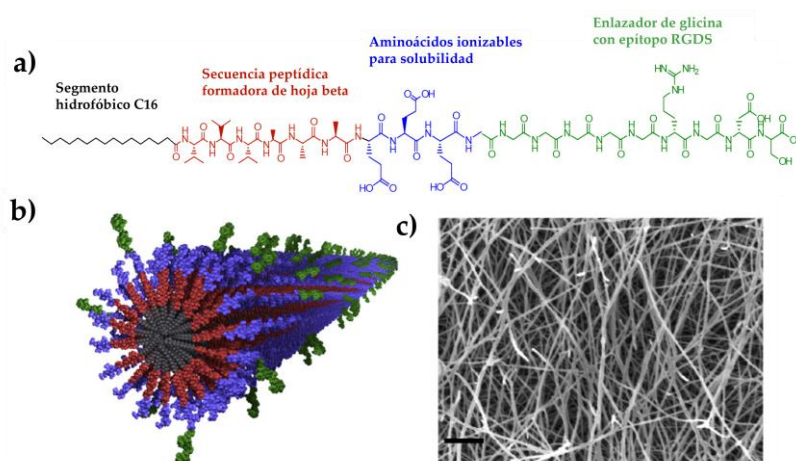 a)
Segmento
hidrofóbico C16
Secuencia peptídica
formadora de hoja beta
Aminoácidos ionizables
para solubilidad
Enlazador de glicina
con epítopo RGDS
b)
c)